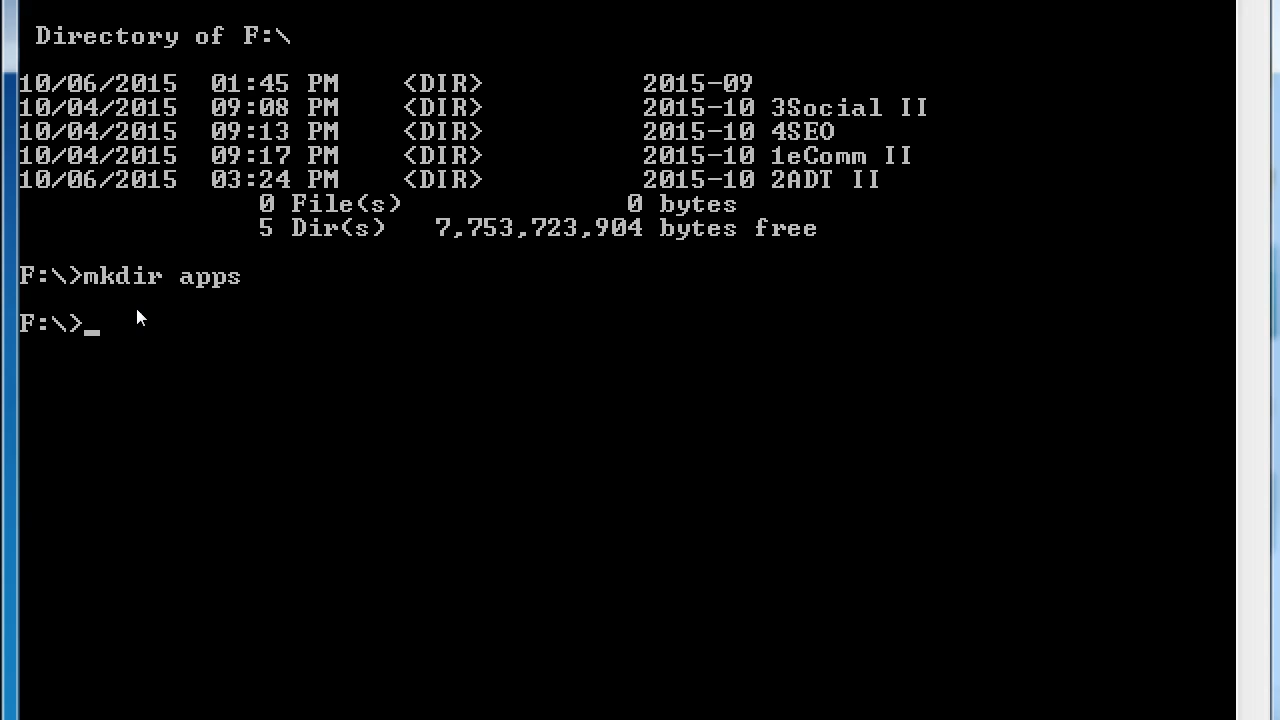 Directory of F:\
10/06/2015  01:45 PM    <DIR>          2015-09
10/04/2015  09:08 PM    <DIR>          2015-10 3Social II
10/04/2015  09:13 PM    <DIR>          2015-10 4SEO
10/04/2015  09:17 PM    <DIR>          2015-10 1eComm II
10/06/2015  03:24 PM    <DIR>          2015-10 2ADT II
0 File(s)              0 bytes
5 Dir(s)   7,753,723,904 bytes free
F:\>mkdir apps
F:\>_